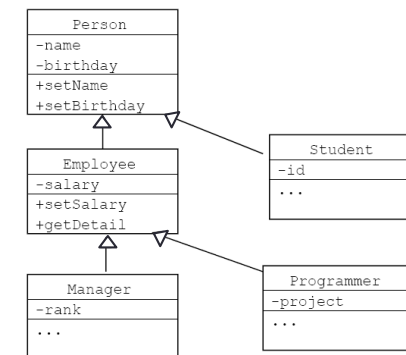 Person
-name
-birthday
+setName
+setBirthday
Student
-id
...
Employee
-salary
+setSalary
+getDetail
Programmer
-project
...
Manager
-rank
...